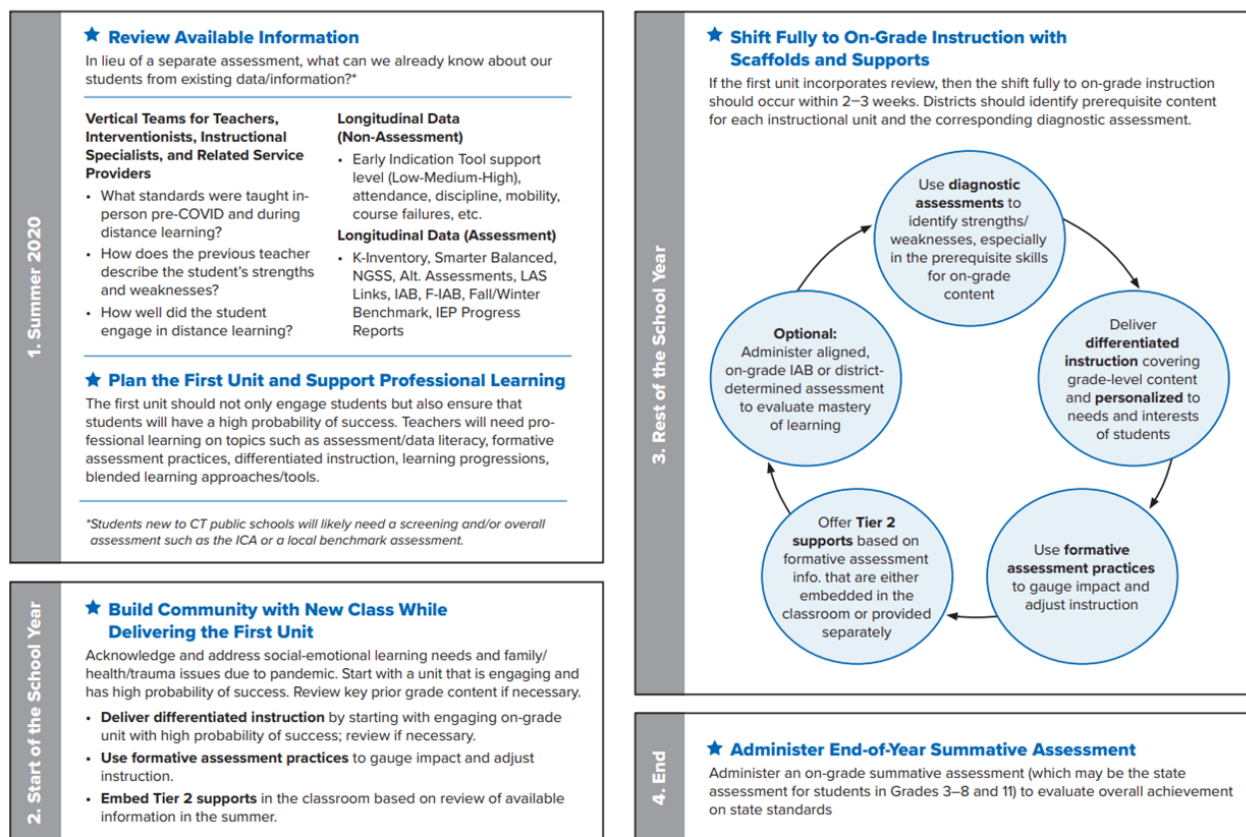 1. Summer 2020
★ Review Available Information
In lieu of a separate assessment, what can we already know about our
students from existing data/information?*
Vertical Teams for Teachers,
Interventionists, Instructional
Specialists, and Related Service
Providers
• What standards were taught in-
person pre-COVID and during
distance learning?
• How does the previous teacher
describe the student’s strengths
and weaknesses?
• How well did the student
engage in distance learning?
Longitudinal Data
(Non-Assessment)
• Early Indication Tool support
level (Low-Medium-High),
attendance, discipline, mobility,
course failures, etc.
Longitudinal Data (Assessment)
• K-Inventory, Smarter Balanced,
NGSS, Alt. Assessments, LAS
Links, IAB, F-IAB, Fall/Winter
Benchmark, IEP Progress
Reports
★ Plan the First Unit and Support Professional Learning
The first unit should not only engage students but also ensure that
students will have a high probability of success. Teachers will need pro-
fessional learning on topics such as assessment/data literacy, formative
assessment practices, differentiated instruction, learning progressions,
blended learning approaches/tools.
*Students new to CT public schools will likely need a screening and/or overall
assessment such as the ICA or a local benchmark assessment.
2. Start of the School Year
★ Build Community with New Class While
Delivering the First Unit
Acknowledge and address social-emotional learning needs and family/
health/trauma issues due to pandemic. Start with a unit that is engaging and
has high probability of success. Review key prior grade content if necessary.
• Deliver differentiated instruction by starting with engaging on-grade
unit with high probability of success; review if necessary.
• Use formative assessment practices to gauge impact and adjust
instruction.
• Embed Tier 2 supports in the classroom based on review of available
information in the summer.
3. Rest of the School Year
★ Shift Fully to On-Grade Instruction with
Scaffolds and Supports
If the first unit incorporates review, then the shift fully to on-grade instruction
should occur within 2–3 weeks. Districts should identify prerequisite content
for each instructional unit and the corresponding diagnostic assessment.
Use diagnostic
assessments to
identify strengths/
weaknesses, especially
in the prerequisite skills
for on-grade
content
Deliver
differentiated
instruction covering
grade-level content
and personalized to
needs and interests
of students
Use formative
assessment practices
to gauge impact and
adjust instruction
Offer Tier 2
supports based on
formative assessment
info. that are either
embedded in the
classroom or provided
separately
Optional:
Administer aligned,
on-grade IAB or district-
determined assessment
to evaluate mastery
of learning
4. End
★ Administer End-of-Year Summative Assessment
Administer an on-grade summative assessment (which may be the state
assessment for students in Grades 3–8 and 11) to evaluate overall achievement
on state standards